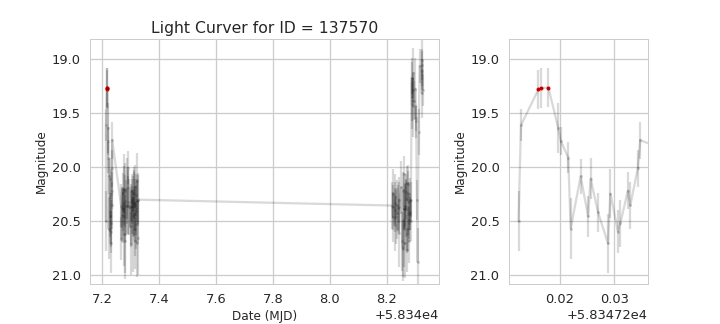 Light Curver for ID = 137570
Magnitude
19.0
19.5
20.0
20.5
21.0
7.2 7.4 7.6 7.8 8.0 8.2
Date (MJD)
+5.834e4
Magnitude
19.0
19.5
20.0
20.5
21.0
0.02 0.03
+5.83472e4